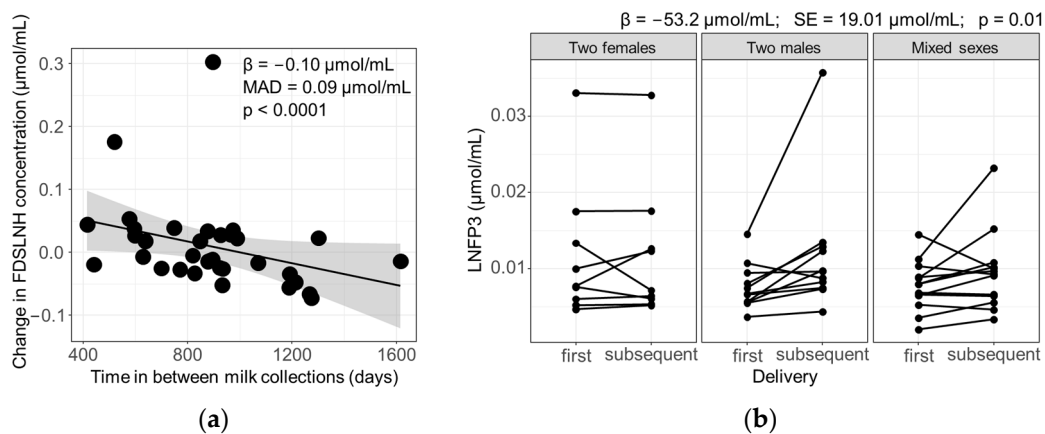 β = −53.2 μmol/mL; SE = 19.01 μmol/mL; p = 0.01
Change in FDSLNH concentration (μmol/mL)
0.3
0.2
0.1
0.0
−0.1
β = −0.10 μmol/mL
MAD = 0.09 μmol/mL
p < 0.0001
400 800 1200 1600
Time in between milk collections (days)
(a)
Two females Two males Mixed sexes
LNFP3 (μmol/mL)
0.03
0.02
0.01
first subsequent first subsequent first subsequent
Delivery
(b)